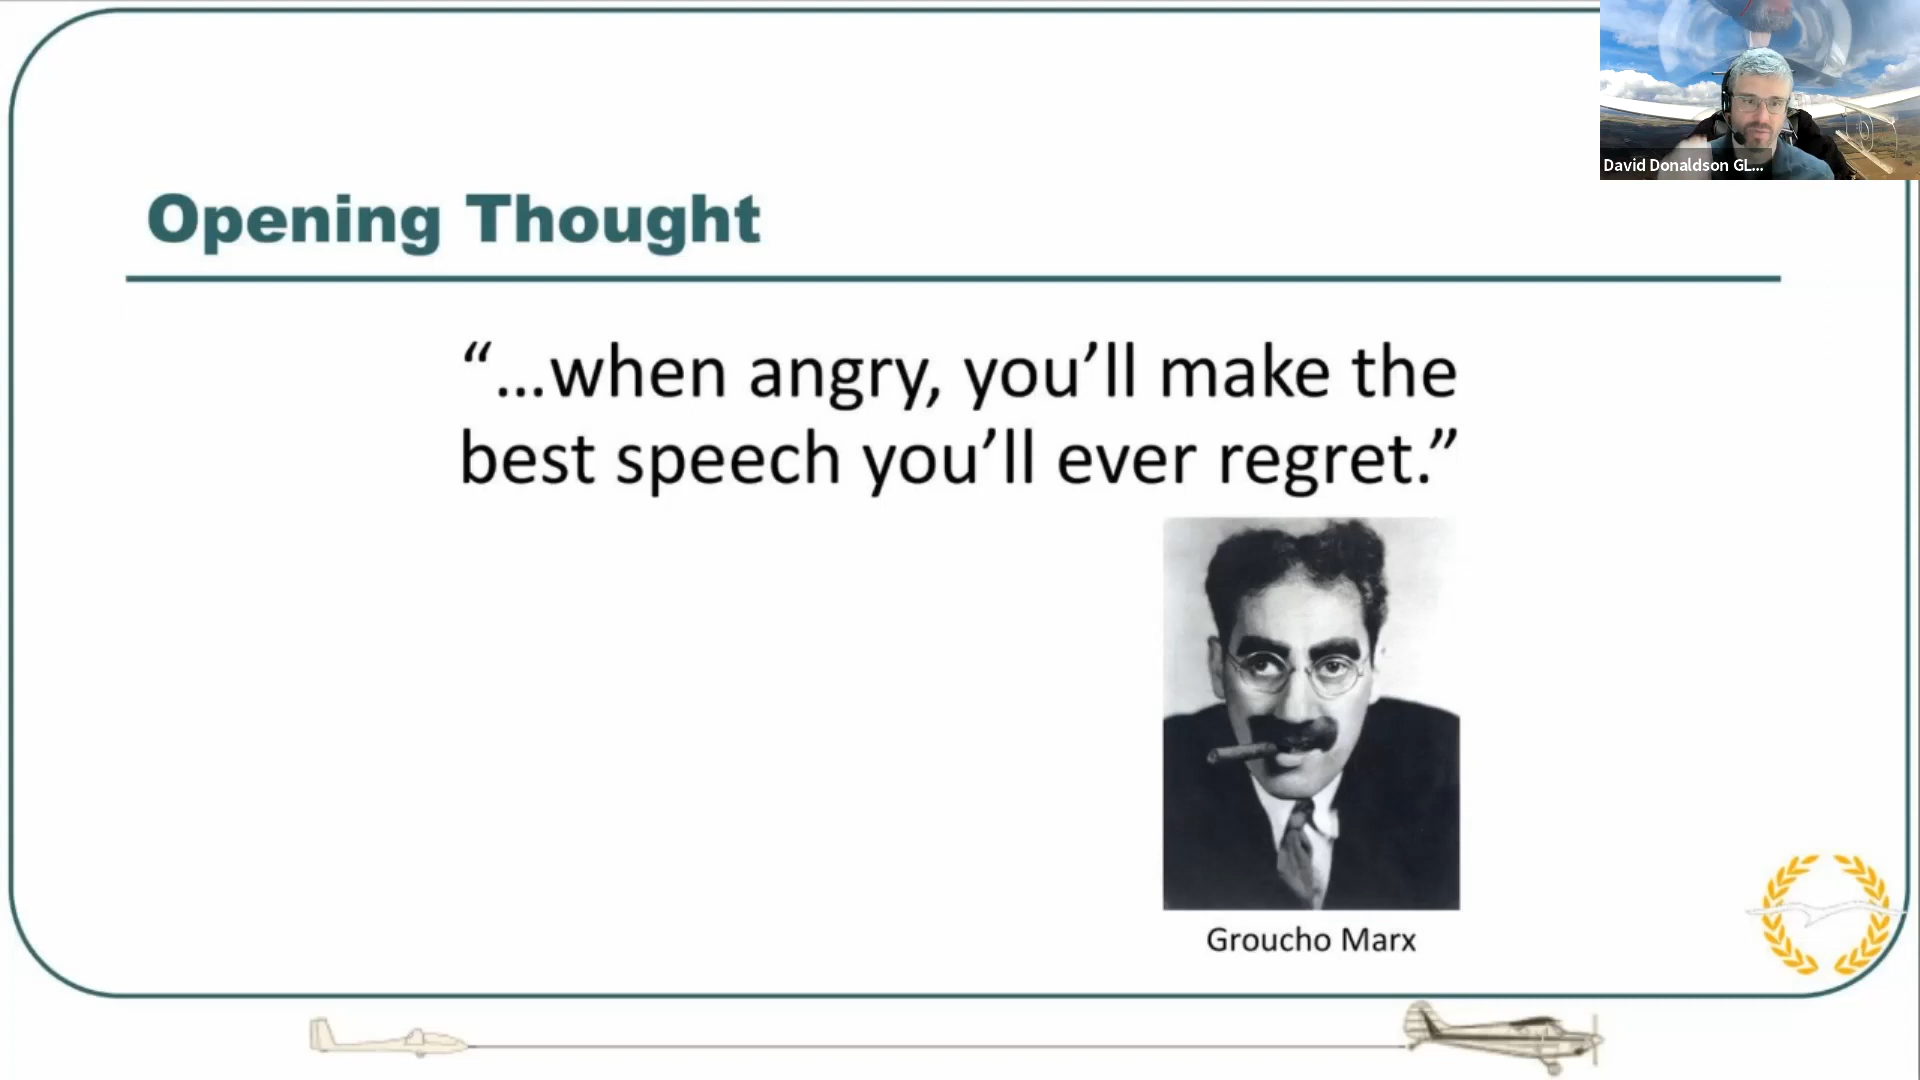 David Donaldson GL...
Opening Thought
“...when angry, you’ll make the
best speech you’ll ever regret.”
Groucho Marx